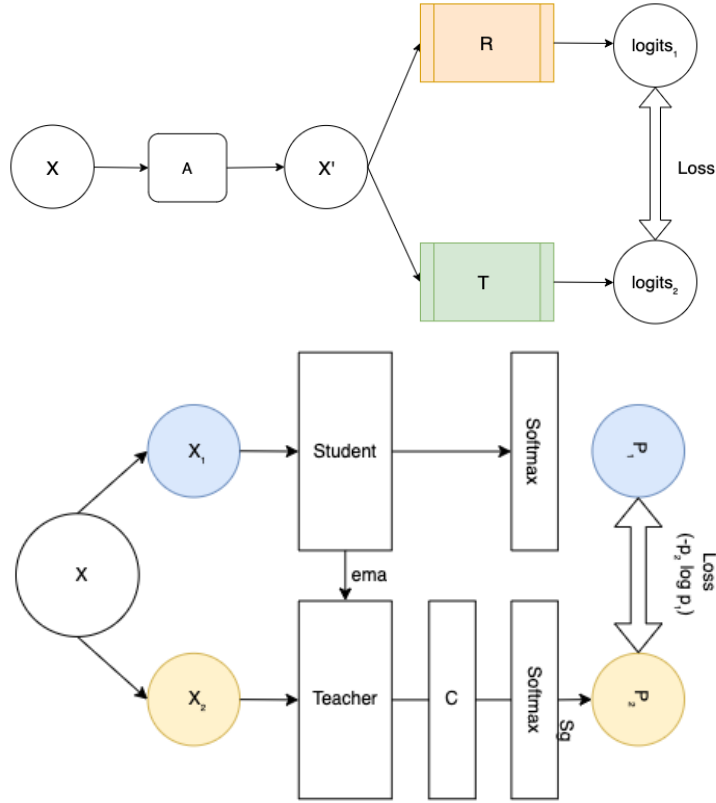 R
logits₁
X
A
X'
Loss
T
logits₂
X₁
Student
Softmax
P₁
X
ema
Loss
(-p₂ log p₁)
X₂
Teacher
C
Softmax
Sg
P₂